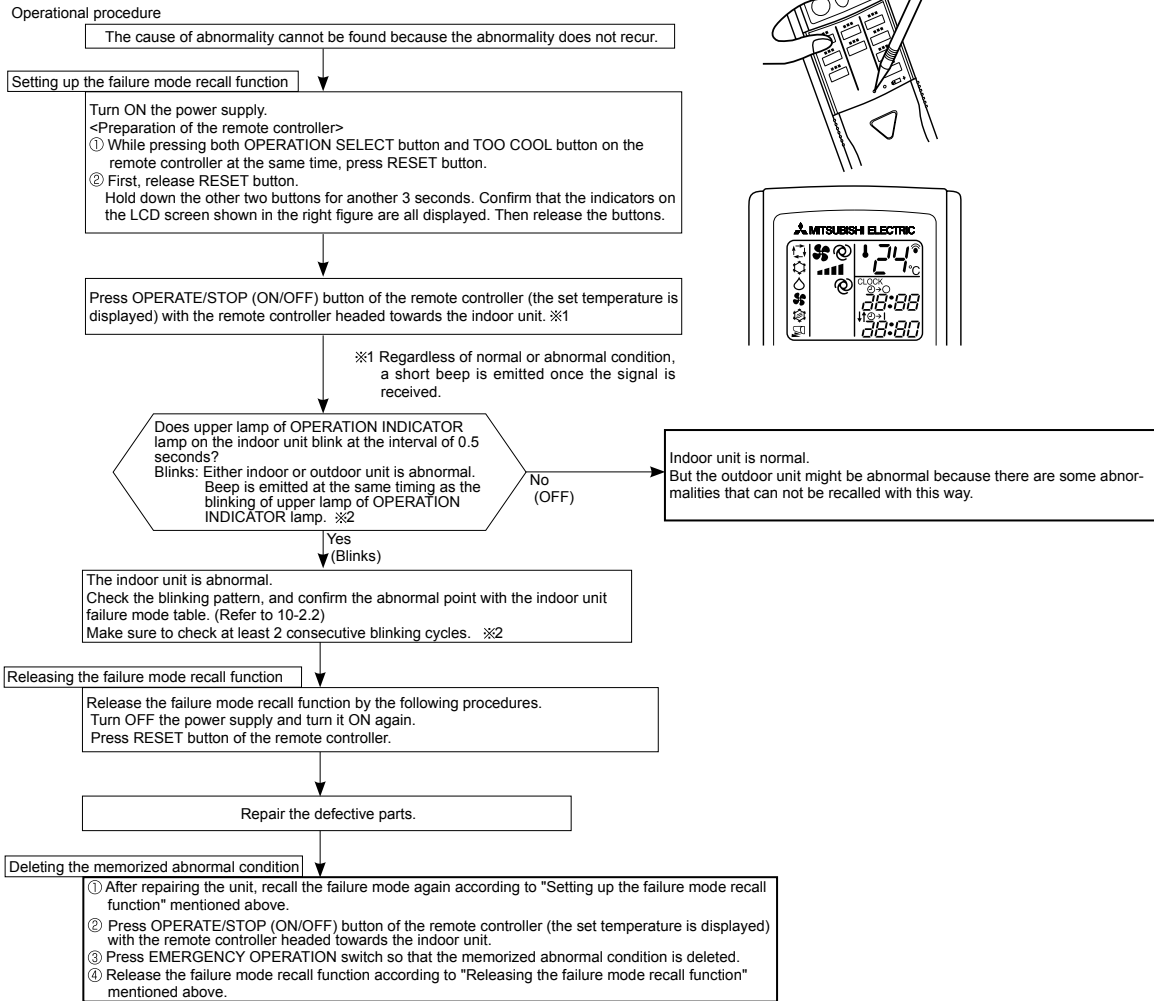 Operational procedure
The cause of abnormality cannot be found because the abnormality does not recur.
Setting up the failure mode recall function
Turn ON the power supply.
<Preparation of the remote controller>
① While pressing both OPERATION SELECT button and TOO COOL button on the
remote controller at the same time, press RESET button.
② First, release RESET button.
Hold down the other two buttons for another 3 seconds. Confirm that the indicators on
the LCD screen shown in the right figure are all displayed. Then release the buttons.
MITSUBISHI ELECTRIC
24°C
CLOCK
88:88
88:80
Press OPERATE/STOP (ON/OFF) button of the remote controller (the set temperature is
displayed) with the remote controller headed towards the indoor unit. ※1
※1 Regardless of normal or abnormal condition,
a short beep is emitted once the signal is
received.
Does upper lamp of OPERATION INDICATOR
lamp on the indoor unit blink at the interval of 0.5
seconds?
Blinks: Either indoor or outdoor unit is abnormal.
Beep is emitted at the same timing as the
blinking of upper lamp of OPERATION
INDICATOR lamp. ※2
No
(OFF)
Indoor unit is normal.
But the outdoor unit might be abnormal because there are some abnor-
malities that can not be recalled with this way.
Yes
(Blinks)
The indoor unit is abnormal.
Check the blinking pattern, and confirm the abnormal point with the indoor unit
failure mode table. (Refer to 10-2.2)
Make sure to check at least 2 consecutive blinking cycles. ※2
Releasing the failure mode recall function
Release the failure mode recall function by the following procedures.
Turn OFF the power supply and turn it ON again.
Press RESET button of the remote controller.
Repair the defective parts.
Deleting the memorized abnormal condition
① After repairing the unit, recall the failure mode again according to "Setting up the failure mode recall
function" mentioned above.
② Press OPERATE/STOP (ON/OFF) button of the remote controller (the set temperature is displayed)
with the remote controller headed towards the indoor unit.
③ Press EMERGENCY OPERATION switch so that the memorized abnormal condition is deleted.
④ Release the failure mode recall function according to "Releasing the failure mode recall function"
mentioned above.